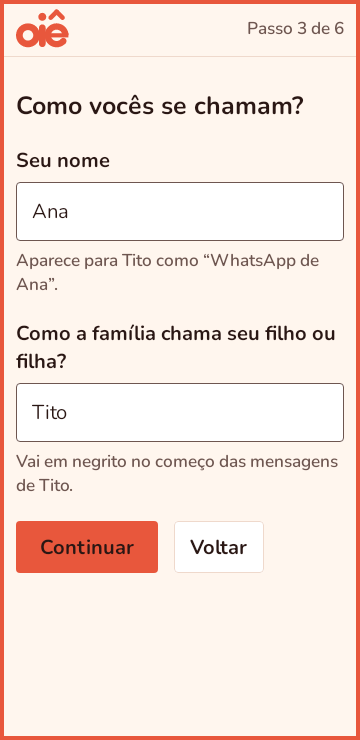 oiê
Passo 3 de 6
Como vocês se chamam?
Seu nome
Ana
Aparece para Tito como “WhatsApp de
Ana”.
Como a família chama seu filho ou
filha?
Tito
Vai em negrito no começo das mensagens
de Tito.
Continuar
Voltar